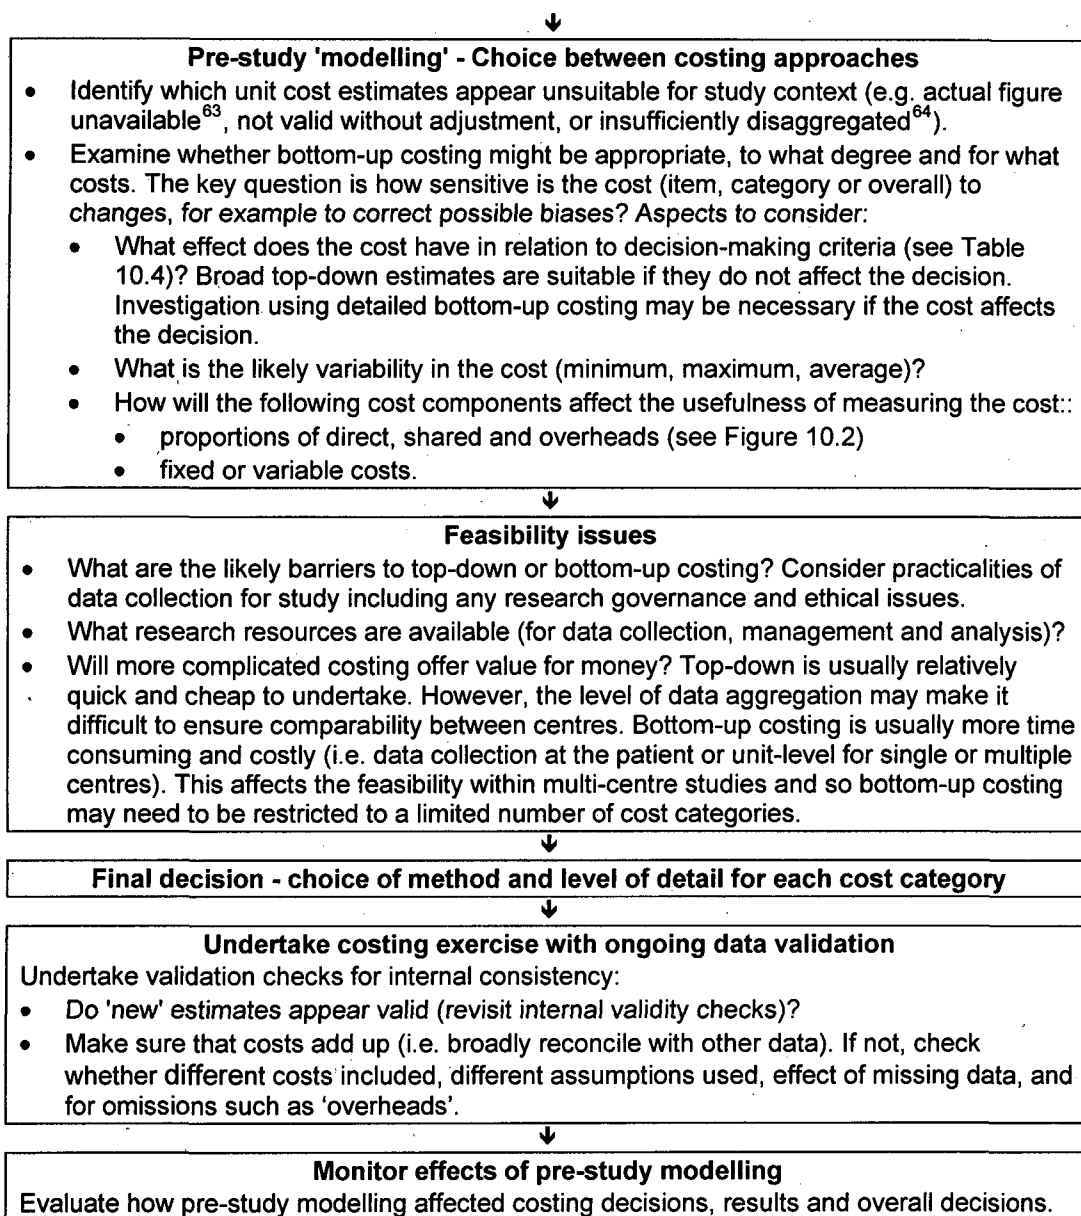 Pre-study 'modelling' - Choice between costing approaches
• Identify which unit cost estimates appear unsuitable for study context (e.g. actual figure
unavailable63, not valid without adjustment, or insufficiently disaggregated64).
• Examine whether bottom-up costing might be appropriate, to what degree and for what
costs. The key question is how sensitive is the cost (item, category or overall) to
changes, for example to correct possible biases? Aspects to consider:
• What effect does the cost have in relation to decision-making criteria (see Table
10.4)? Broad top-down estimates are suitable if they do not affect the decision.
Investigation using detailed bottom-up costing may be necessary if the cost affects
the decision.
• What is the likely variability in the cost (minimum, maximum, average)?
• How will the following cost components affect the usefulness of measuring the cost::
• proportions of direct, shared and overheads (see Figure 10.2)
• fixed or variable costs.
Feasibility issues
• What are the likely barriers to top-down or bottom-up costing? Consider practicalities of
data collection for study including any research governance and ethical issues.
• What research resources are available (for data collection, management and analysis)?
• Will more complicated costing offer value for money? Top-down is usually relatively
quick and cheap to undertake. However, the level of data aggregation may make it
difficult to ensure comparability between centres. Bottom-up costing is usually more time
consuming and costly (i.e. data collection at the patient or unit-level for single or multiple
centres). This affects the feasibility within multi-centre studies and so bottom-up costing
may need to be restricted to a limited number of cost categories.
Final decision - choice of method and level of detail for each cost category
Undertake costing exercise with ongoing data validation
Undertake validation checks for internal consistency:
• Do 'new' estimates appear valid (revisit internal validity checks)?
• Make sure that costs add up (i.e. broadly reconcile with other data). If not, check
whether different costs included, different assumptions used, effect of missing data, and
for omissions such as 'overheads'.
Monitor effects of pre-study modelling
Evaluate how pre-study modelling affected costing decisions, results and overall decisions.